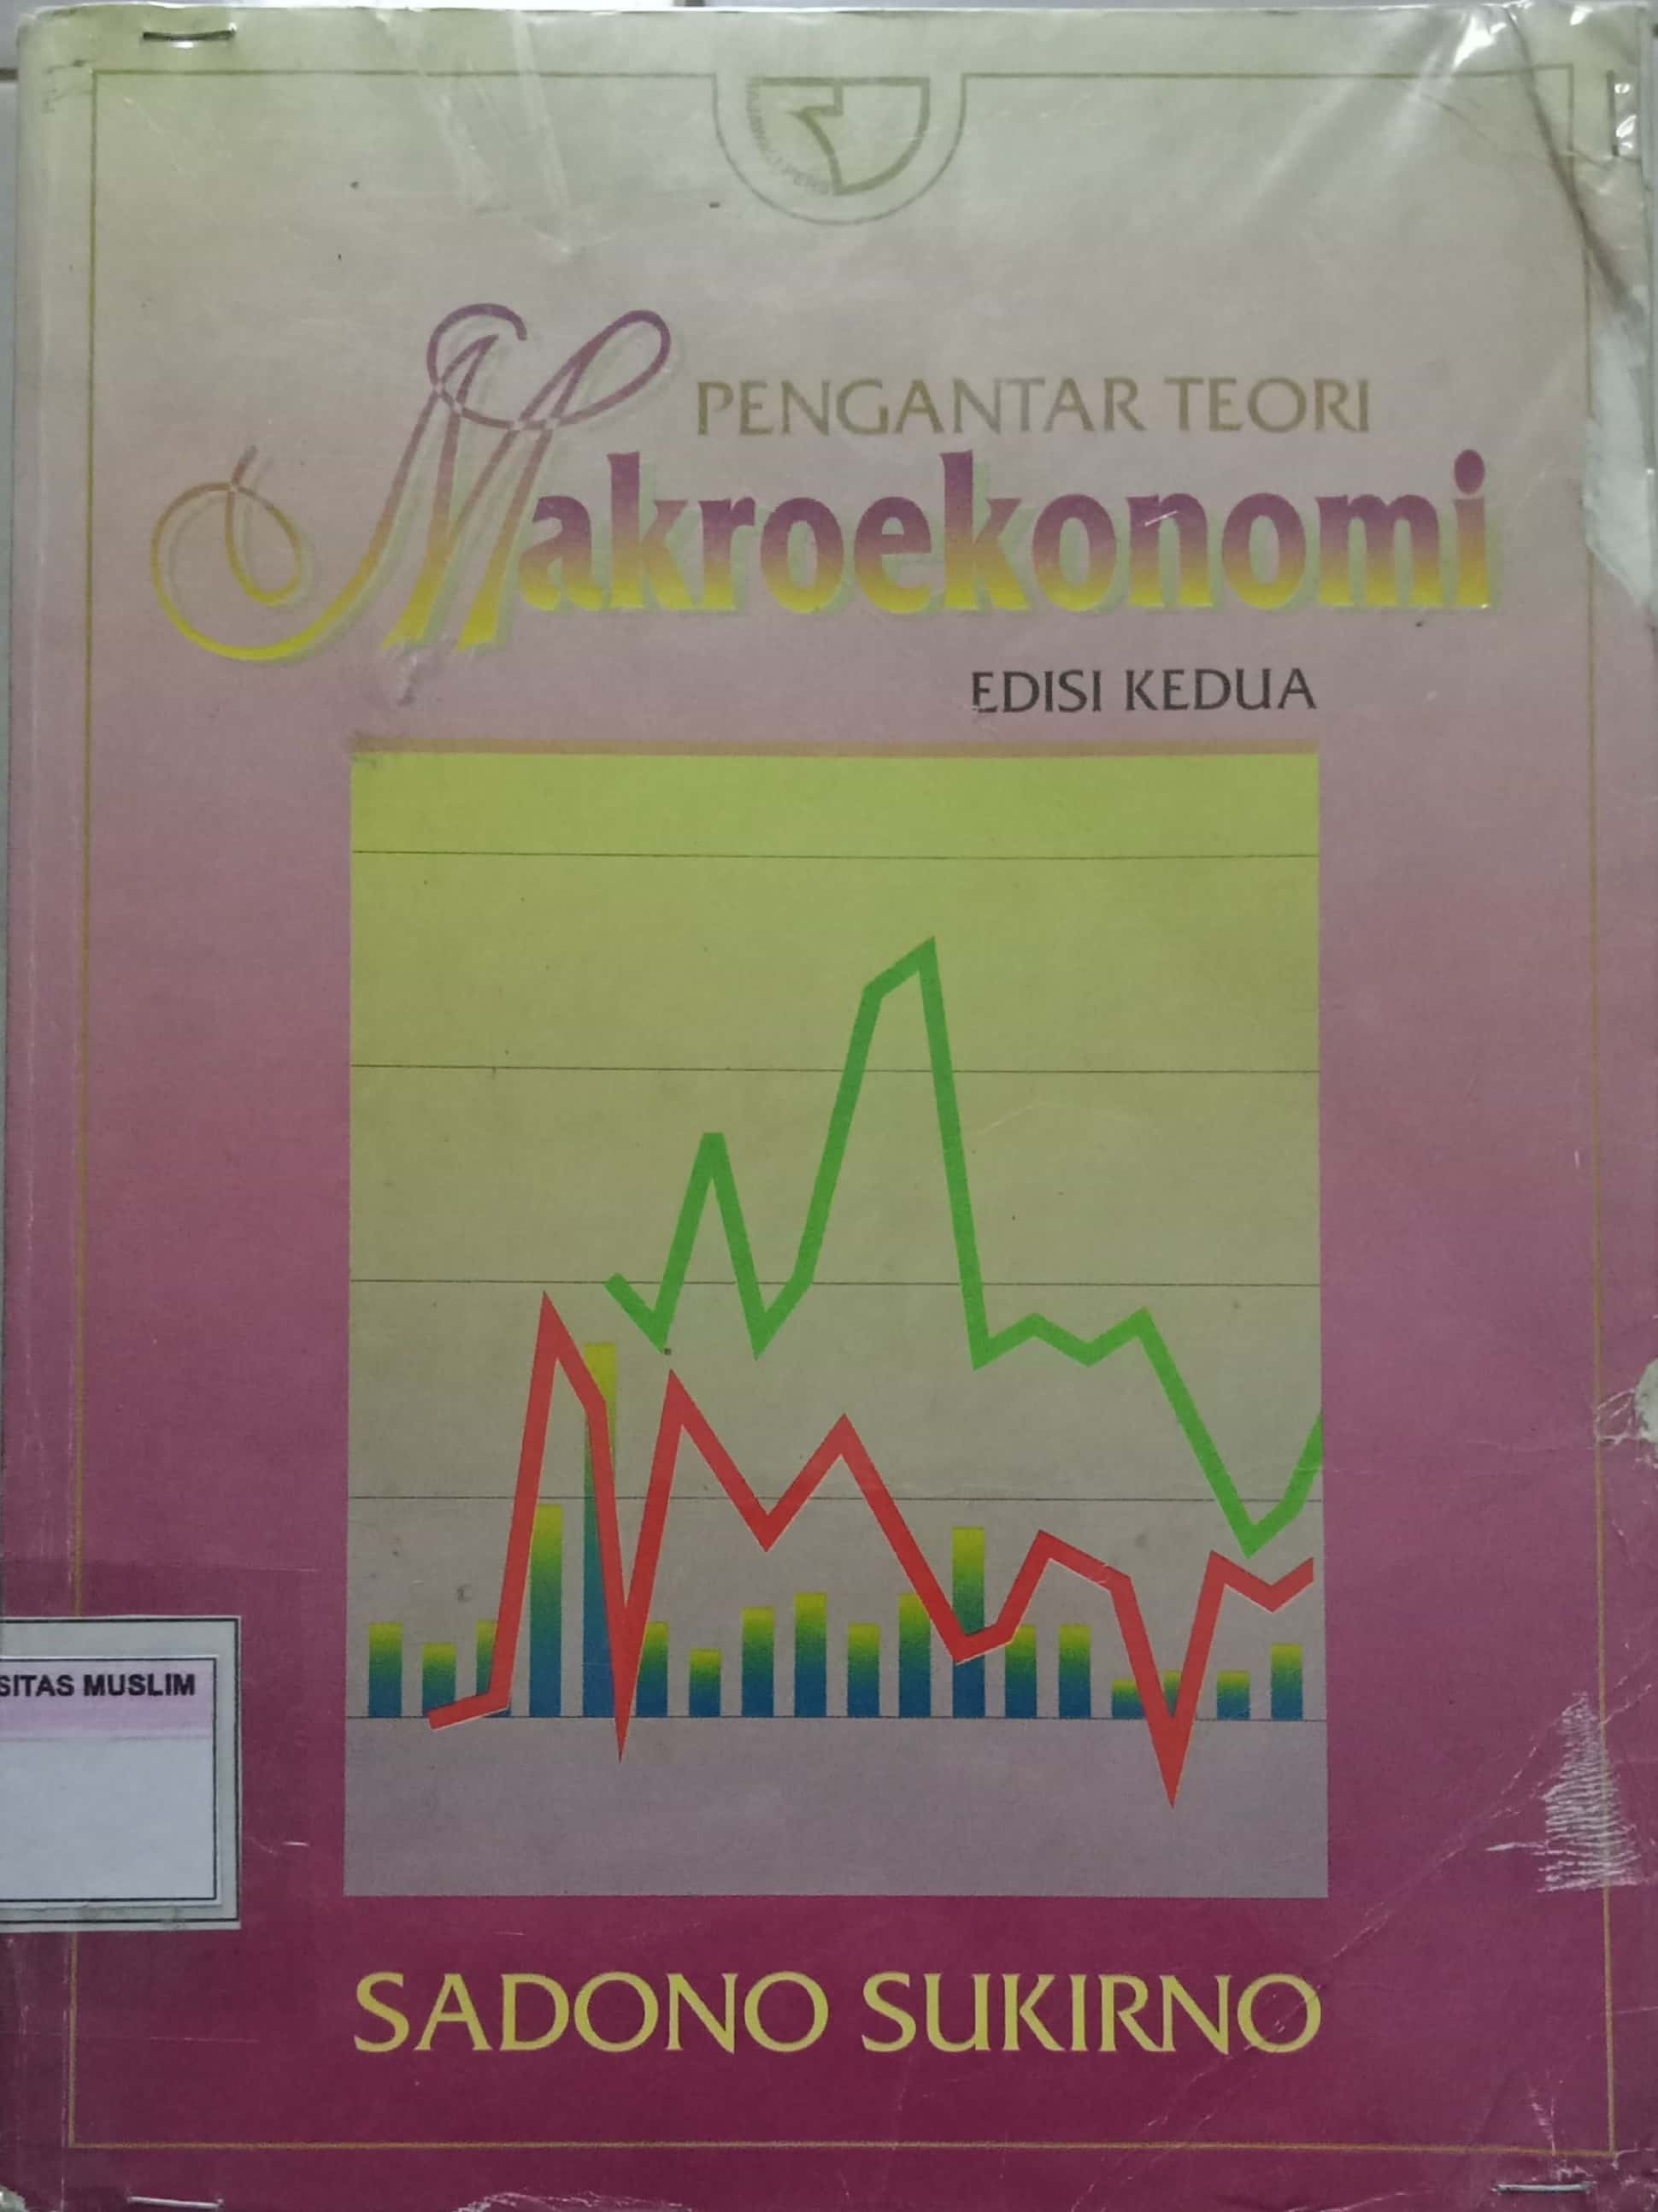 PENGANTAR TEORI
Makroekonomi
EDISI KEDUA
SITAS MUSLIM
SADONO SUKIRNO